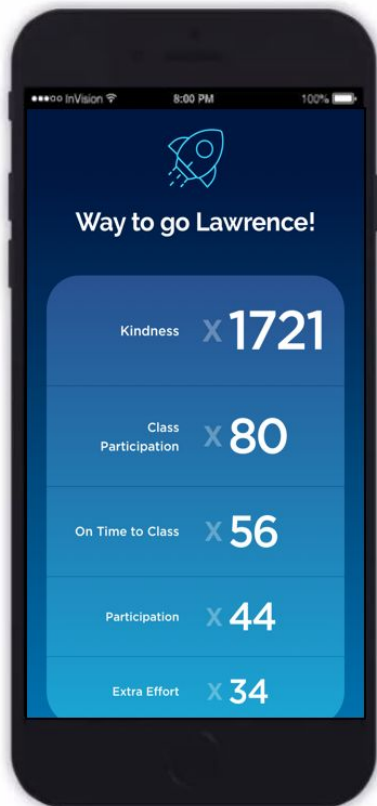 InVision 8:00 PM 100%
Way to go Lawrence!
Kindness X 1721
Class
Participation X 80
On Time to Class X 56
Participation X 44
Extra Effort X 34